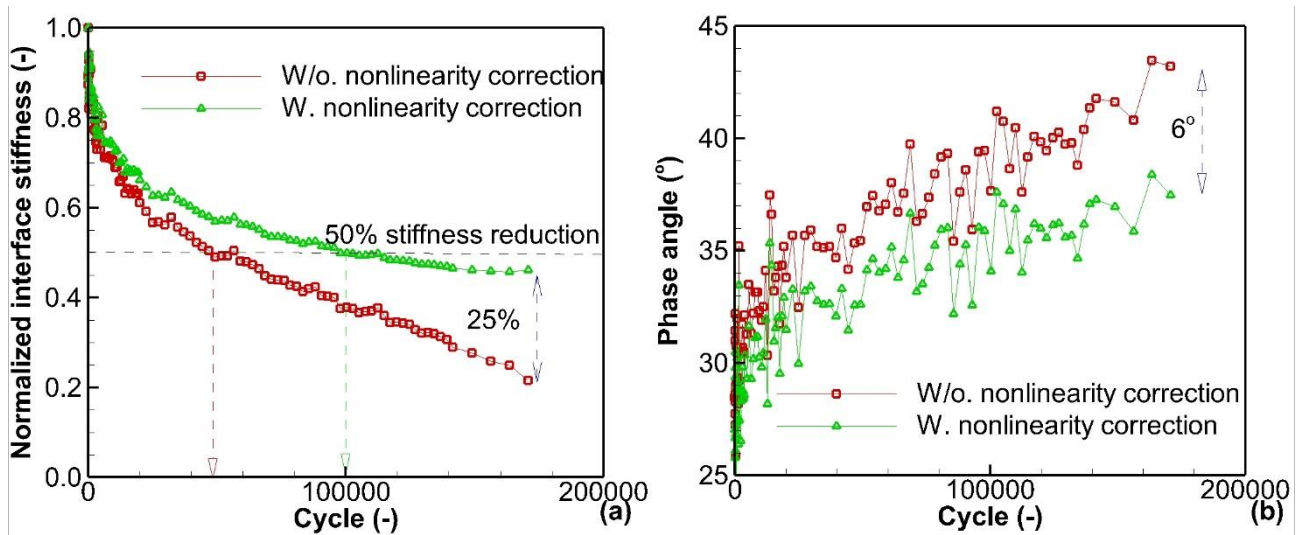 Normalized interface stiffness (-)
1.0
0.8
0.6
0.4
0.2
0.0
W/o. nonlinearity correction
W. nonlinearity correction
50% stiffness reduction
25%
0
100000
200000
Cycle (-)
(a)
Phase angle (°)
45
40
35
30
25
6°
W/o. nonlinearity correction
W. nonlinearity correction
0
100000
200000
Cycle (-)
(b)